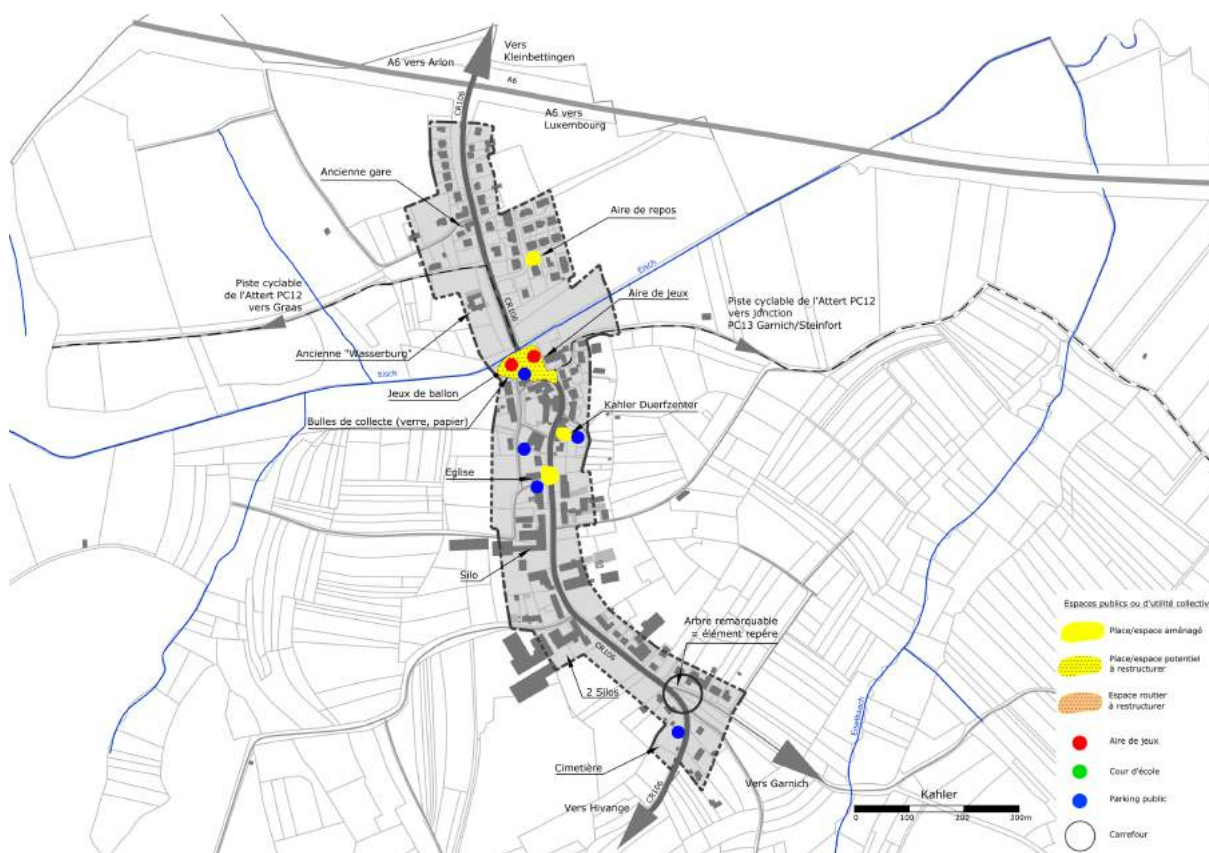 Vers
Kleinbettingen
A6 vers Arlon
A6
CR106
A6 vers
Luxembourg
Ancienne gare
Aire de repos
Eisch
Piste cyclable
de l'Attert PC12
vers Graas
Aire de jeux
CR106
Piste cyclable de l'Attert PC12
vers jonction
PC13 Garnich/Steinfort
Ancienne "Wasserburg"
Eisch
Jeux de ballon
Kahler Duerfzenter
Bulles de collecte (verre, papier)
Eglise
Silo
Arbre remarquable
= élément repère
CR106
2 Silos
Cimetière
Vers Garnich
Vers Hivange
CR106
Kahler
0 100 200 300m
Espaces publics ou d'utilité collectiv
Place/espace aménagé
Place/espace potentiel
à restructurer
Espace routier
à restructurer
Aire de jeux
Cour d'école
Parking public
Carrefour